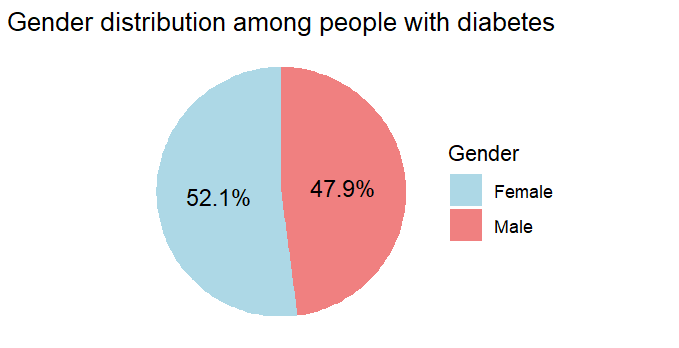 Gender distribution among people with diabetes
52.1%
47.9%
Gender
Female
Male